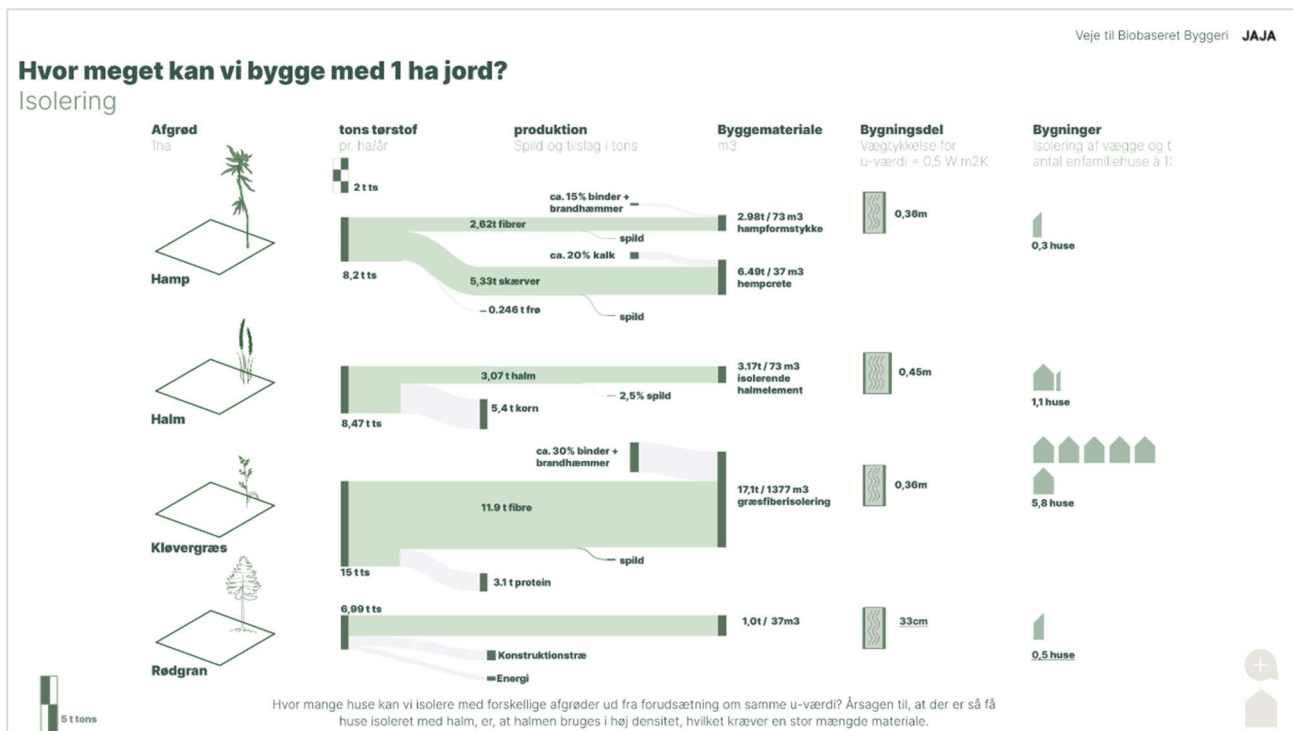 Veje til Biobaseret Byggeri JAJA
Hvor meget kan vi bygge med 1 ha jord?
Isolering
Afgrød
1ha
tons tørstof
pr. ha/år
produktion
Spild og tilslag i tons
Byggemateriale
m3
Bygningsdel
Vægtykkelse for
u-værdi = 0,5 W m2K
Bygninger
Isolering af vægge og t
antal enfamiliehuse à 1
2 t ts
Hamp
8,2 t ts
2,62t fibrer
ca. 15% binder +
brandhæmmer
spild
ca. 20% kalk
5,33t skærver
0.246 t frø
spild
2.98t / 73 m3
hampformstykke
6.49t / 37 m3
hempcrete
0,36m
0,3 huse
Halm
8,47 t ts
3,07 t halm
2,5% spild
5,4 t korn
3.17t / 73 m3
isolerende
halmelement
0,45m
1,1 huse
Kløvergræs
15 t ts
ca. 30% binder +
brandhæmmer
11.9 t fibre
spild
3.1 t protein
17,1t / 1377 m3
græsfiberisolering
0,36m
5,8 huse
Rødgran
6,99 t ts
Konstruktionstræ
Energi
1,0t / 37m3
33cm
0,5 huse
5 t tons
Hvor mange huse kan vi isolere med forskellige afgrøder ud fra forudsætning om samme u-værdi? Årsagen til, at der er så få
huse isoleret med halm, er, at halmen bruges i høj densitet, hvilket kræver en stor mængde materiale.